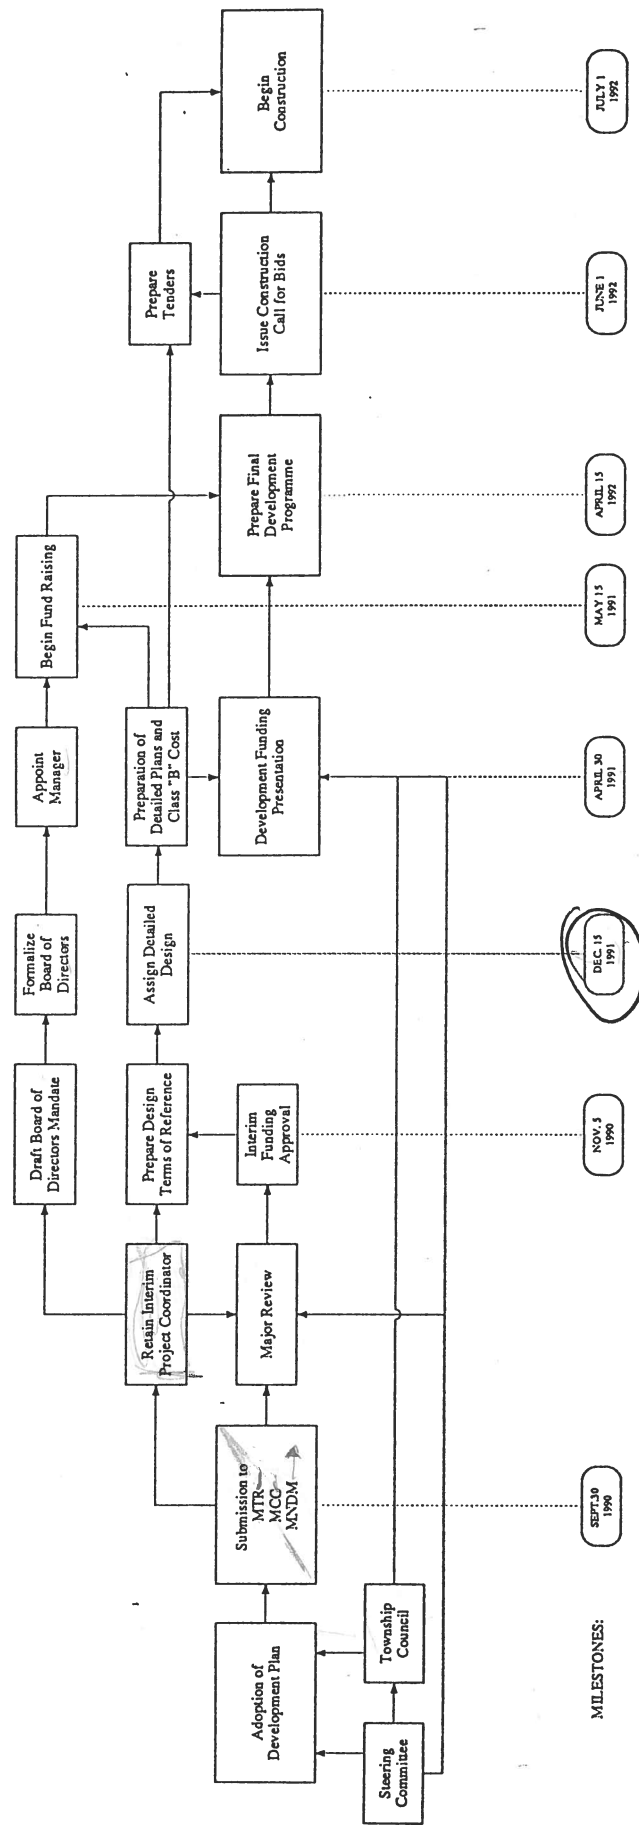 Draft Board of
Directors Mandate
Formalize
Board of
Directors
Appoint
Manager
Begin Fund Raising
Retain Interim
Project Coordinator
Prepare Design
Terms of Reference
Assign Detailed
Design
Preparation of
Detailed Plans and
Class "B" Cost
Prepare
Tenders
Adoption of
Development Plan
Submission to
MTR
MCC
MNDM
Major Review
Interim
Funding
Approval
Development Funding
Presentation
Prepare Final
Development
Programme
Issue Construction
Call for Bids
Begin
Construction
Steering
Committee
Township
Council
MILESTONES:
SEPT.30
1990
NOV. 5
1990
DEC. 15
1991
APRIL 30
1991
MAY 15
1991
APRIL 15
1992
JUNE 1
1992
JULY 1
1992